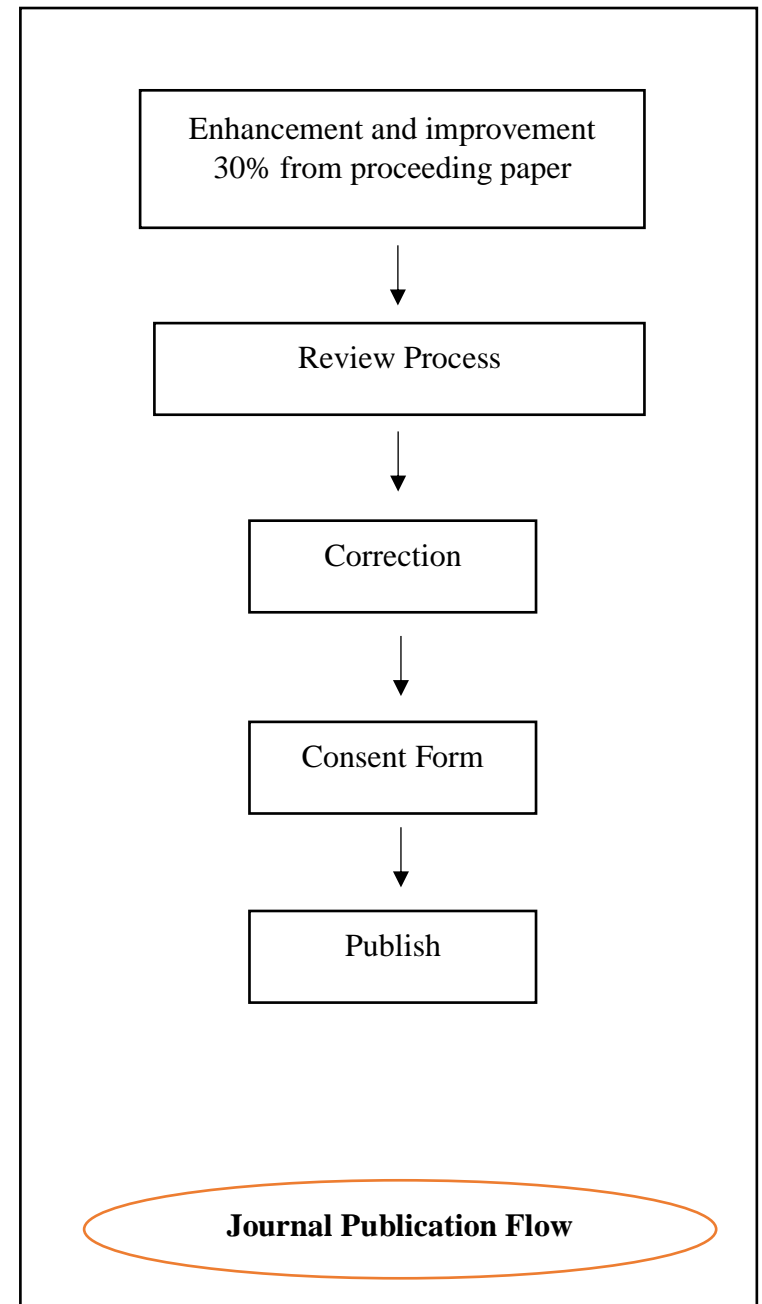 Enhancement and improvement
30% from proceeding paper
Review Process
Correction
Consent Form
Publish
Journal Publication Flow